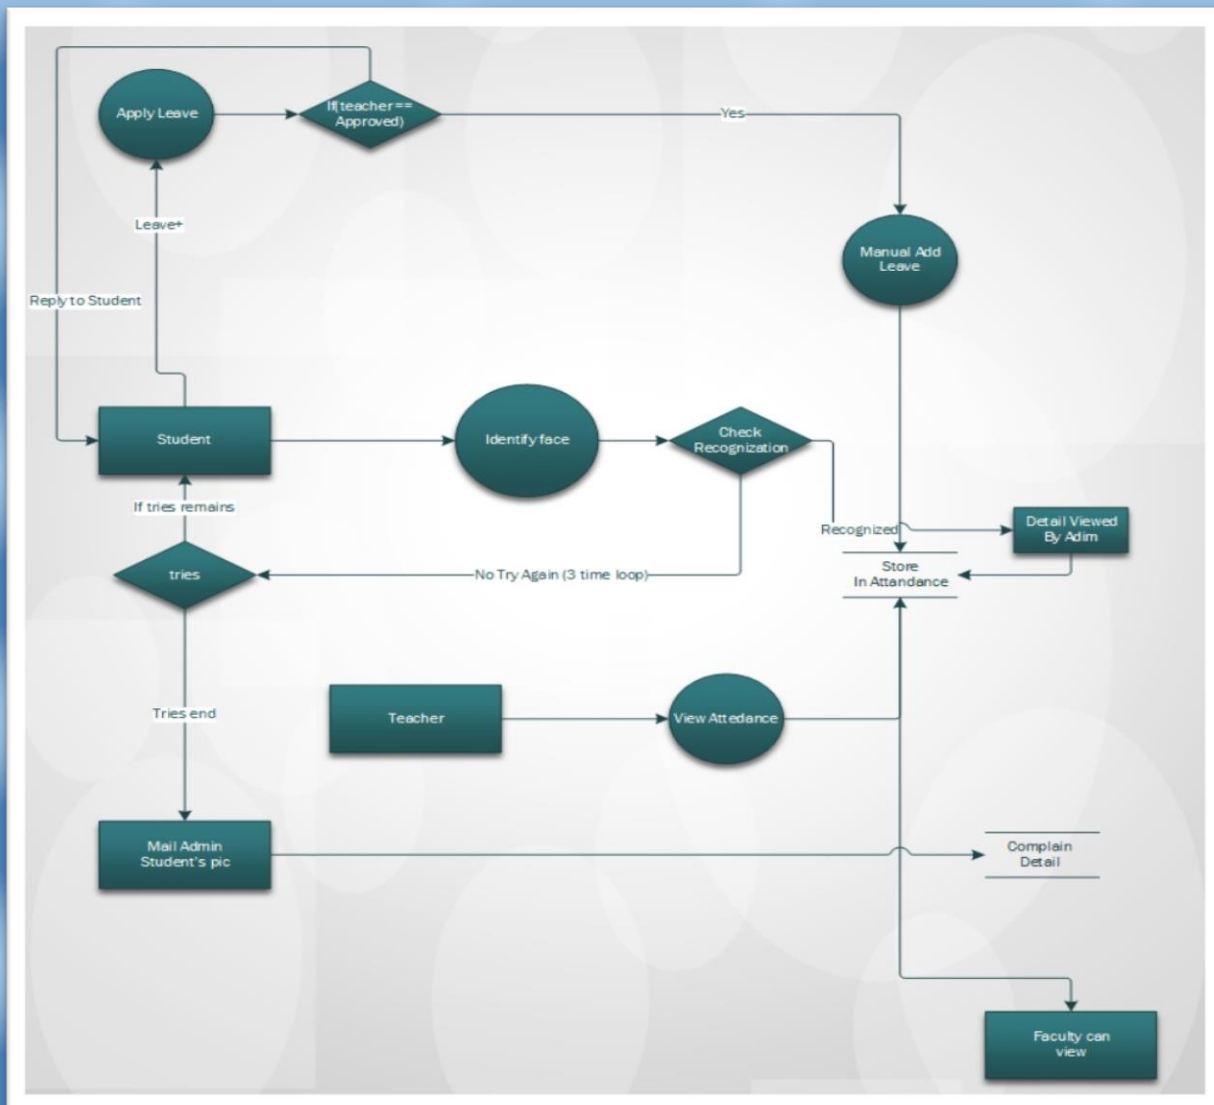 Apply Leave
If(teacher ==
Approved)
Yes
Leave+
Manual Add
Leave
Reply to Student
Student
Identify face
Check
Recognization
If tries remains
Recognized
Detail Viewed
By Adim
tries
No Try Again (3 time loop)
Store
In Attandance
Tries end
Teacher
View Attedance
Mail Admin
Student's pic
Complain
Detail
Faculty can
view